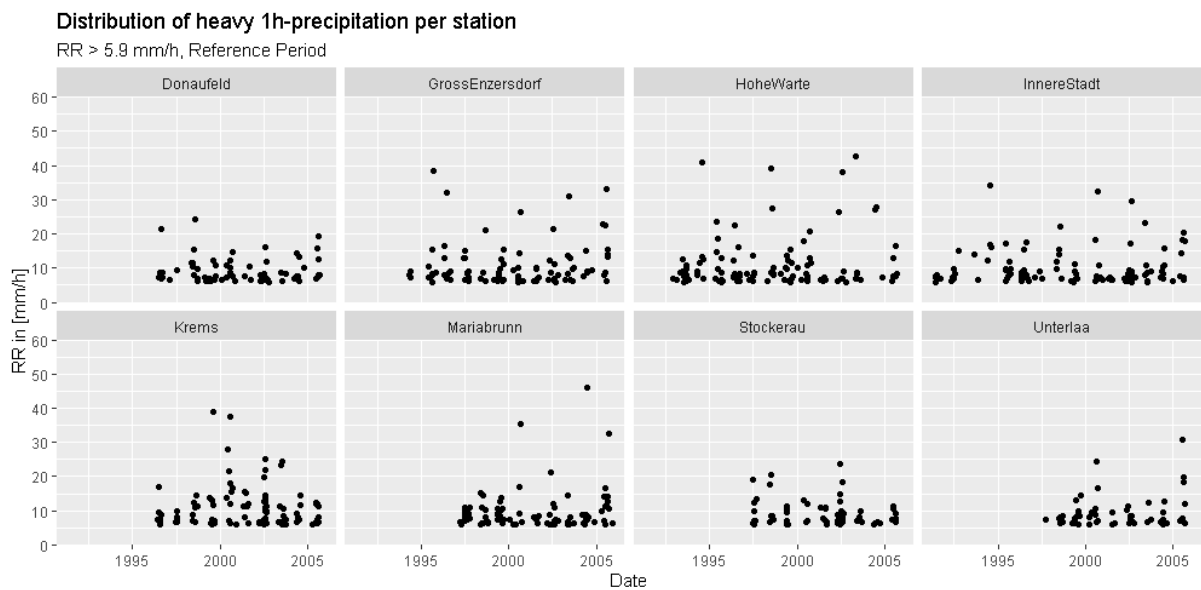 Distribution of heavy 1h-precipitation per station
RR > 5.9 mm/h, Reference Period
Donaufeld GrossEnzersdorf HoheWarte InnereStadt
60
50
40
30
20
10
0
RR in [mm/h]
Krems Mariabrunn Stockerau Unterlaa
60
50
40
30
20
10
0
1995 2000 2005 1995 2000 2005 1995 2000 2005 1995 2000 2005
Date